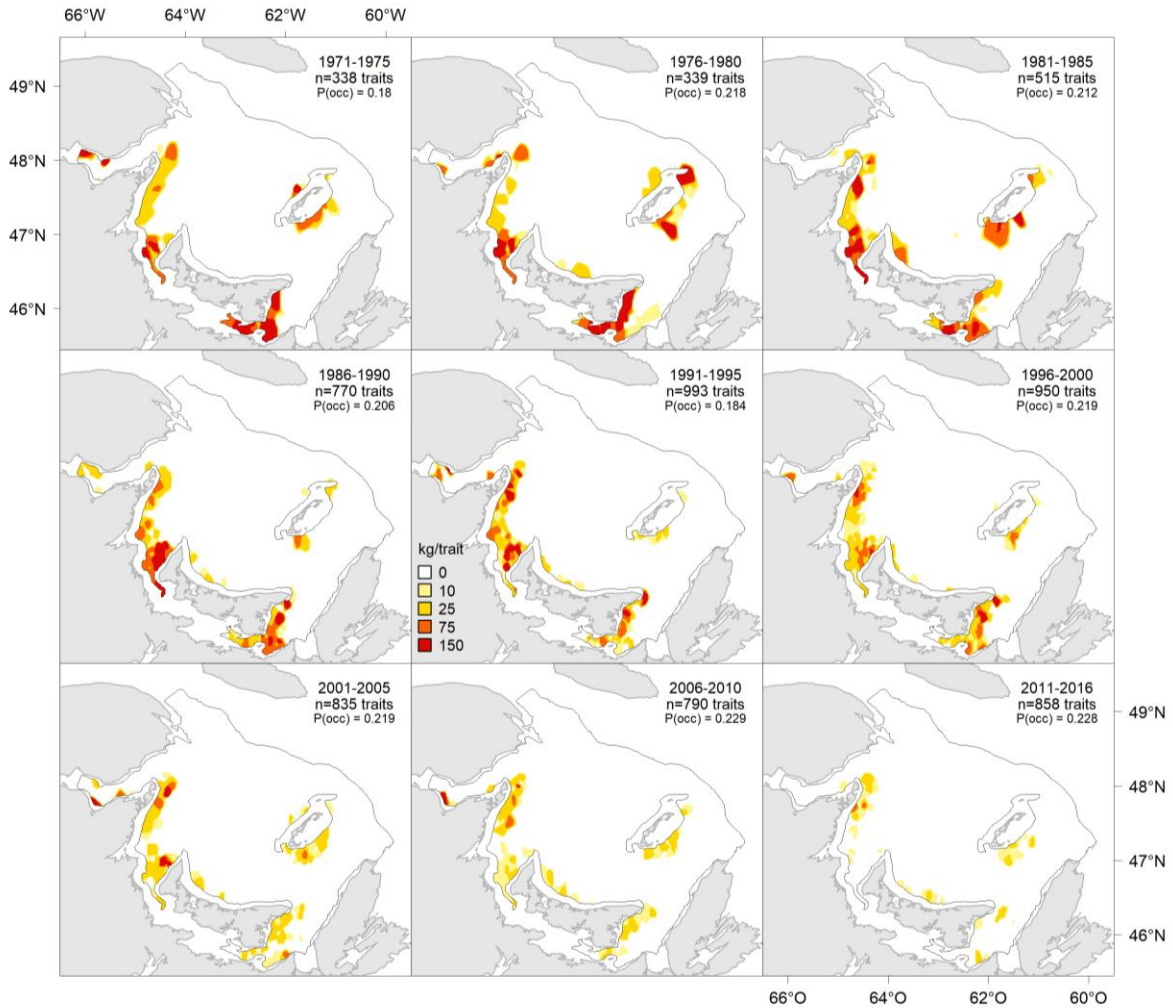 66°W 64°W 62°W 60°W
49°N
48°N
47°N
46°N
1971-1975
n=338 traits
P(occ) = 0.18
1976-1980
n=339 traits
P(occ) = 0.218
1981-1985
n=515 traits
P(occ) = 0.212
1986-1990
n=770 traits
P(occ) = 0.206
1991-1995
n=993 traits
P(occ) = 0.184
kg/trait
0
10
25
75
150
1996-2000
n=950 traits
P(occ) = 0.219
2001-2005
n=835 traits
P(occ) = 0.219
2006-2010
n=790 traits
P(occ) = 0.229
2011-2016
n=858 traits
P(occ) = 0.228
49°N
48°N
47°N
46°N
66°O 64°O 62°O 60°O